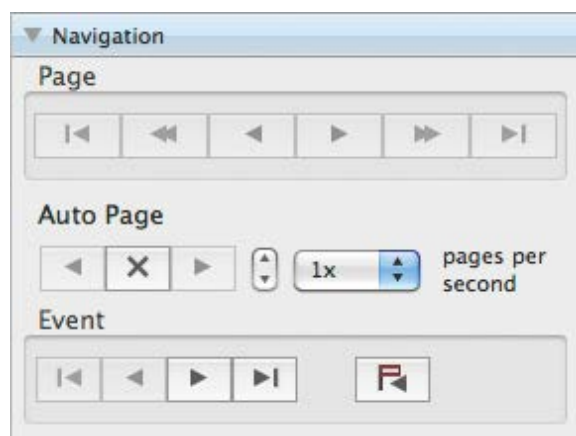 Navigation
Page
Auto Page
1x
pages per
second
Event